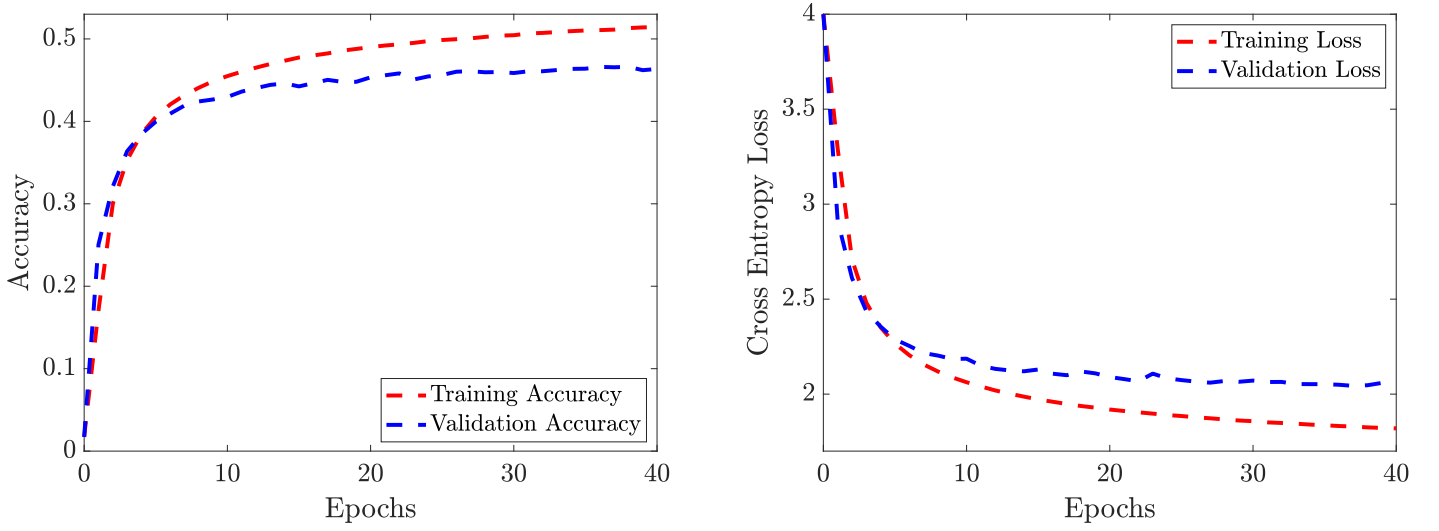 0.5
0.4
0.3
0.2
0.1
0
Accuracy
Training Accuracy
Validation Accuracy
0 10 20 30 40
Epochs
4
3.5
3
2.5
2
Cross Entropy Loss
Training Loss
Validation Loss
0 10 20 30 40
Epochs